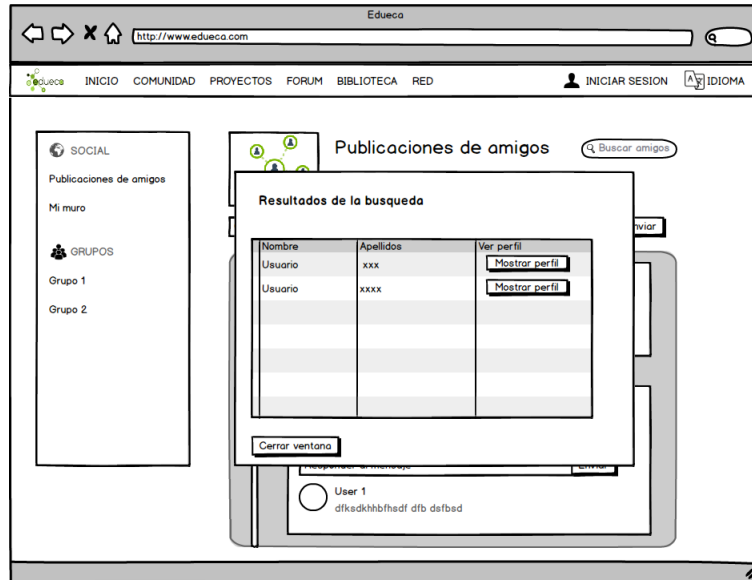 Edueca
http://www.edueca.com
edueca INICIO COMUNIDAD PROYECTOS FORUM BIBLIOTECA RED INICIAR SESION IDIOMA
SOCIAL
Publicaciones de amigos
Mi muro
GRUPOS
Grupo 1
Grupo 2
Publicaciones de amigos
Buscar amigos
Resultados de la busqueda
Nombre Apellidos Ver perfil
Usuario xxx Mostrar perfil
Usuario xxxx Mostrar perfil
Cerrar ventana
User 1
dfksdkhhbfhsdf dfb dsfbsd